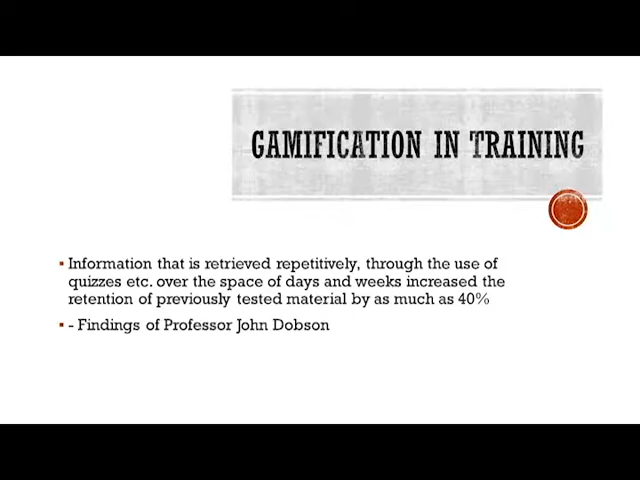 GAMIFICATION IN TRAINING
▪ Information that is retrieved repetitively, through the use of
quizzes etc. over the space of days and weeks increased the
retention of previously tested material by as much as 40%
▪ - Findings of Professor John Dobson